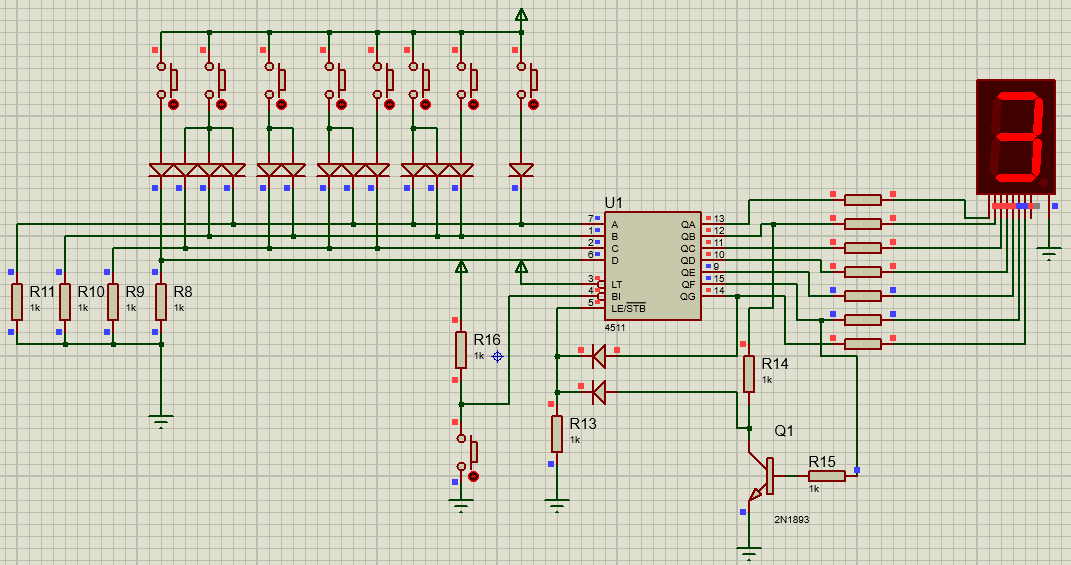 U1
7 A QA 13
1 B QB 12
2 C QC 11
6 D QD 10
QE 9
3 LT QF 15
4 BI QG 14
5 LE/STB
4511
R11
1k
R10
1k
R9
1k
R8
1k
R16
1k
R14
1k
R13
1k
Q1
R15
1k
2N1893
3